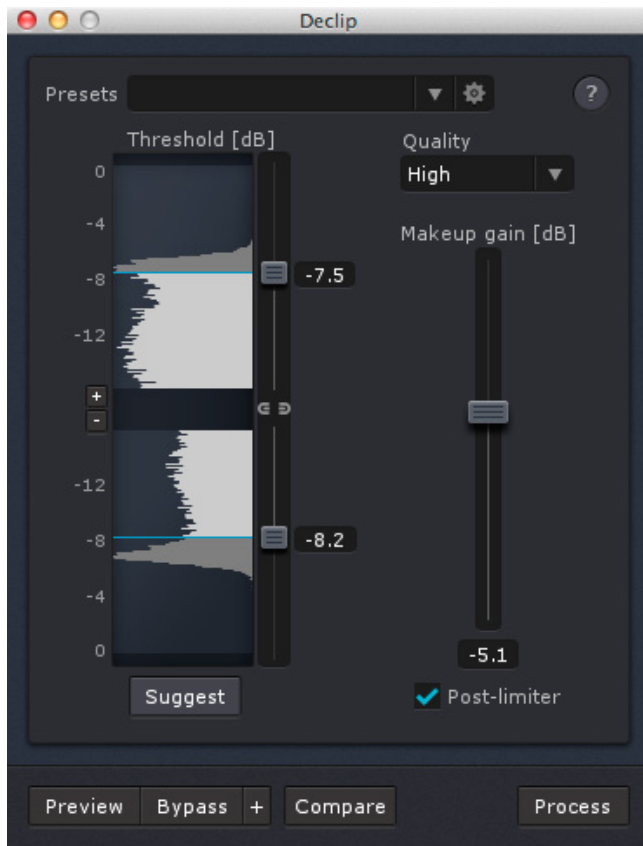 Declip
Presets
?
Threshold [dB]
Quality
High
Makeup gain [dB]
0
-4
-8
-12
-7.5
+
-
-12
-8
-4
0
-8.2
-5.1
Suggest
Post-limiter
Preview Bypass + Compare Process